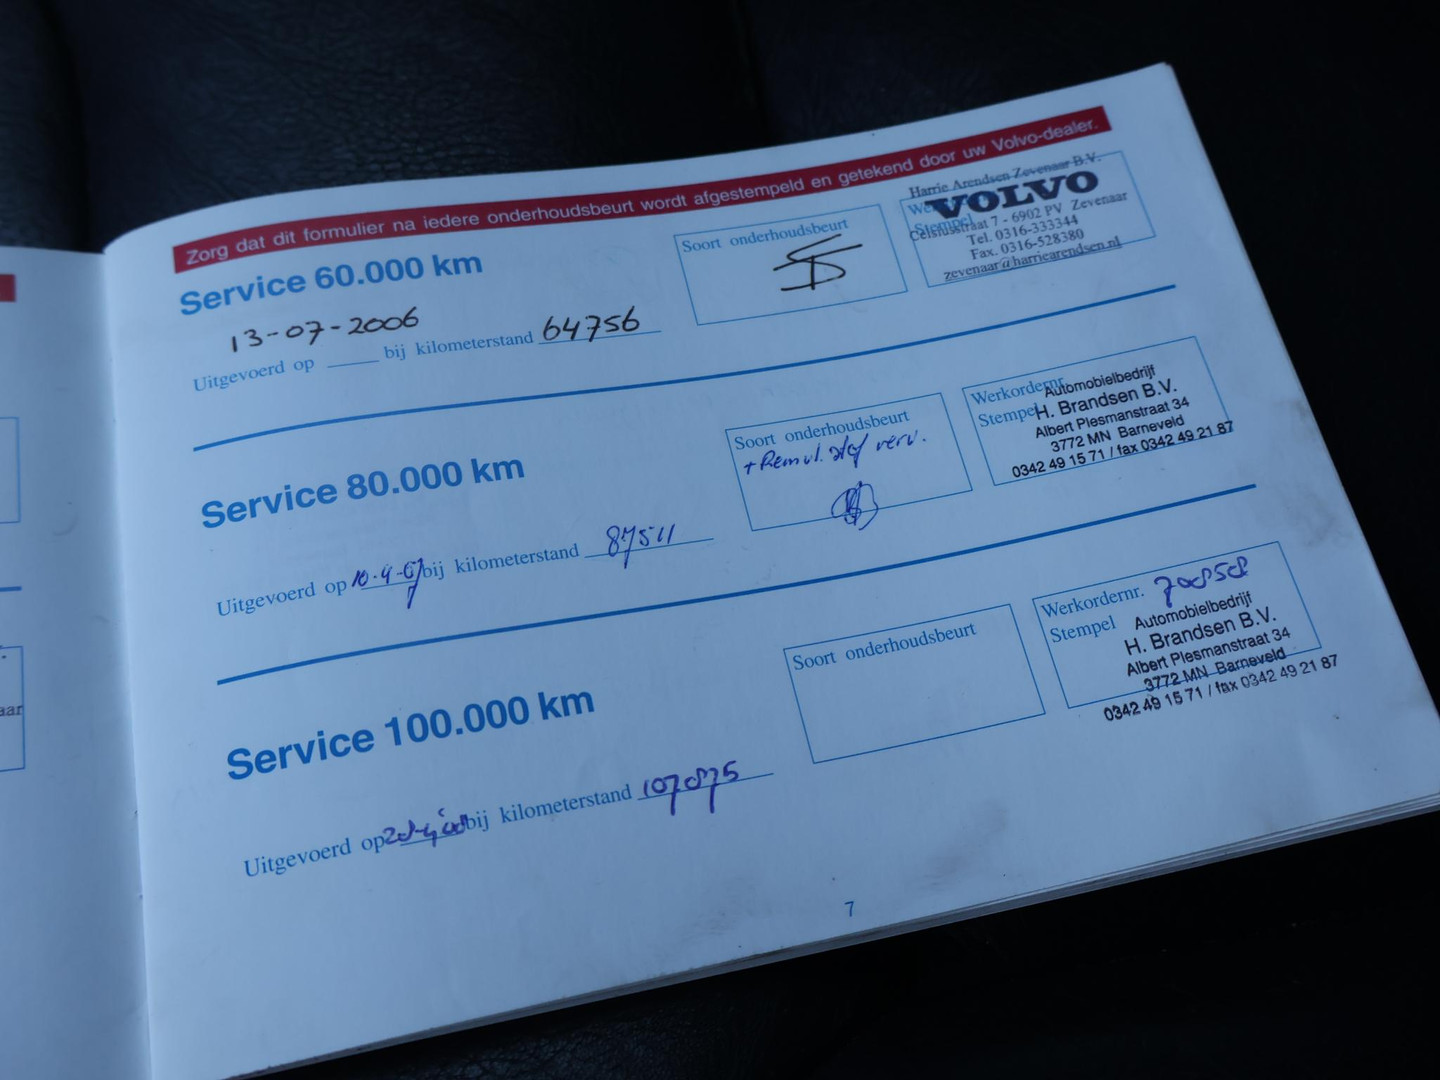 Zorg dat dit formulier na iedere onderhoudsbeurt wordt afgestempeld en getekend door uw Volvo-dealer.
Service 60.000 km
13-07-2006
Uitgevoerd op bij kilometerstand 64756
Soort onderhoudsbeurt
Stempel
Harrie Arendsen Zevenaar B.V.
VOLVO
Celsiusstraat 7 - 6902 PV Zevenaar
Tel. 0316-333344
Fax. 0316-528380
zevenaar@harriearendsen.nl
Service 80.000 km
Uitgevoerd op 10-4-07 bij kilometerstand 87511
Soort onderhoudsbeurt
verv.
Werkordernr.
Stempel
Automobielbedrijf
H. Brandsen B.V.
Albert Plesmanstraat 34
3772 MN Barneveld
0342 49 15 71 / fax 0342 49 21 87
Service 100.000 km
Uitgevoerd op bij kilometerstand 107875
Soort onderhoudsbeurt
Werkordernr. 708508
Stempel
Automobielbedrijf
H. Brandsen B.V.
Albert Plesmanstraat 34
3772 MN Barneveld
0342 49 15 71 / fax 0342 49 21 87
7
aar